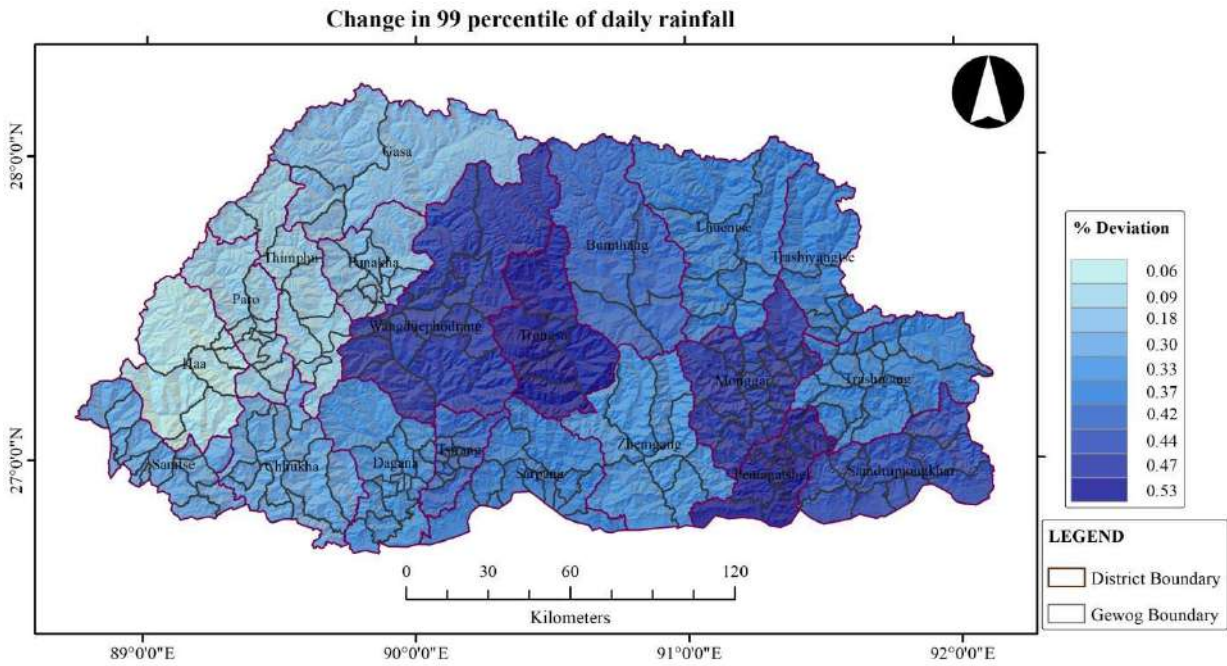 Change in 99 percentile of daily rainfall
28°0'0"N
27°0'0"N
Gasa
Thimphu
Punakha
Paro
Haa
Wangduephodrang
Trongsa
Bumthang
Lhuentse
Trashiyangtse
Monggar
Trashigang
Samtse
Chhukha
Dagana
Tsirang
Sarpang
Zhemgang
Pemagatshel
Samdrupjongkhar
% Deviation
0.06
0.09
0.18
0.30
0.33
0.37
0.42
0.44
0.47
0.53
LEGEND
District Boundary
Gewog Boundary
0 30 60 120
Kilometers
89°0'0"E 90°0'0"E 91°0'0"E 92°0'0"E